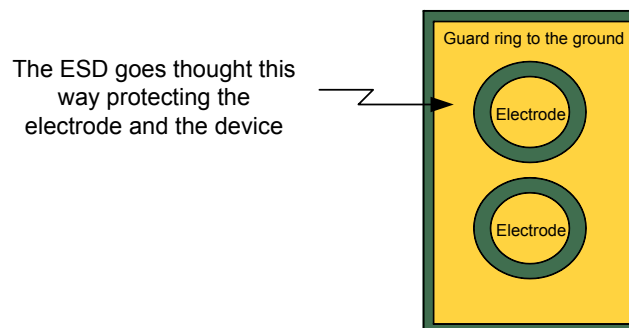 Guard ring to the ground
The ESD goes thought this
way protecting the
electrode and the device
Electrode
Electrode